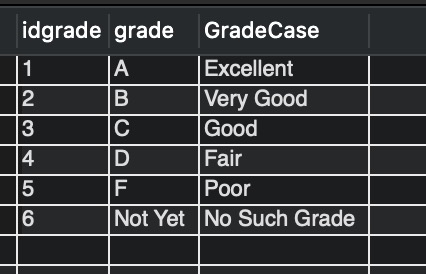 idgrade grade GradeCase
1 A Excellent
2 B Very Good
3 C Good
4 D Fair
5 F Poor
6 Not Yet No Such Grade